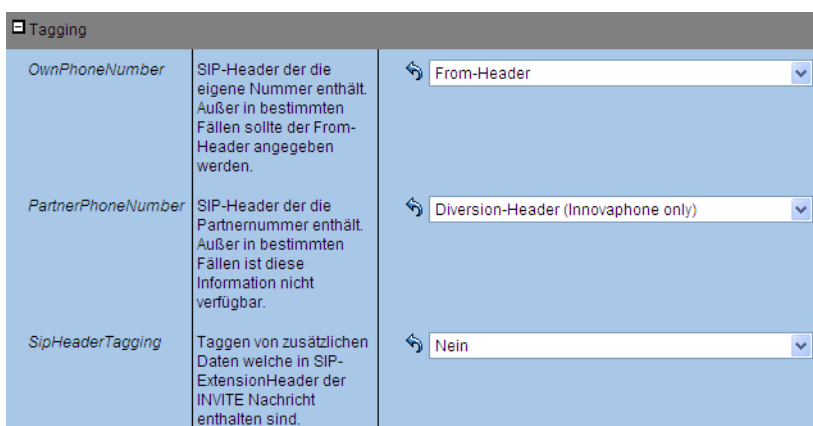 Tagging
OwnPhoneNumber
SIP-Header der die
eigene Nummer enthält.
Außer in bestimmten
Fällen sollte der From-
Header angegeben
werden.
From-Header
PartnerPhoneNumber
SIP-Header der die
Partnernummer enthält.
Außer in bestimmten
Fällen ist diese
Information nicht
verfügbar.
Diversion-Header (Innovaphone only)
SipHeaderTagging
Taggen von zusätzlichen
Daten welche in SIP-
ExtensionHeader der
INVITE Nachricht
enthalten sind.
Nein